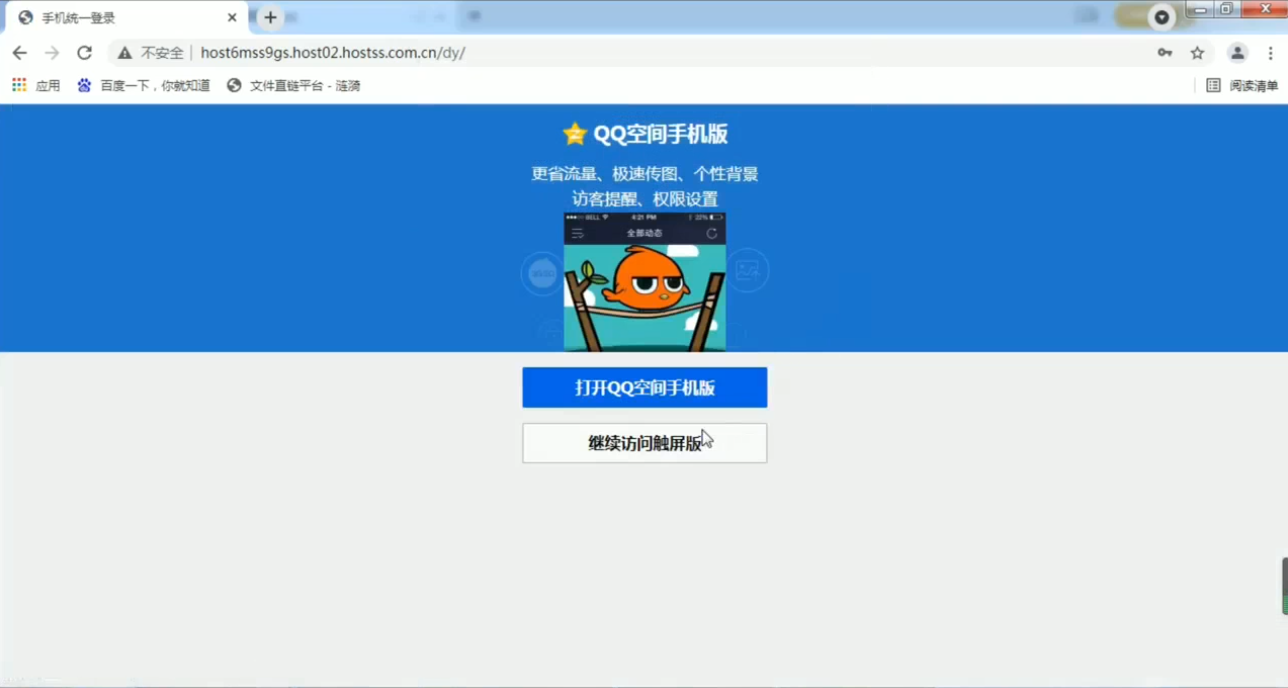 手机统一登录
不安全 host6mss9gs.host02.hostss.com.cn/dy/
应用 百度一下，你就知道 文件直链平台 - 涟漪 阅读清单
QQ空间手机版
更省流量、极速传图、个性背景
访客提醒、权限设置
BELL 4:21 PM 22%
全部动态
打开QQ空间手机版
继续访问触屏版